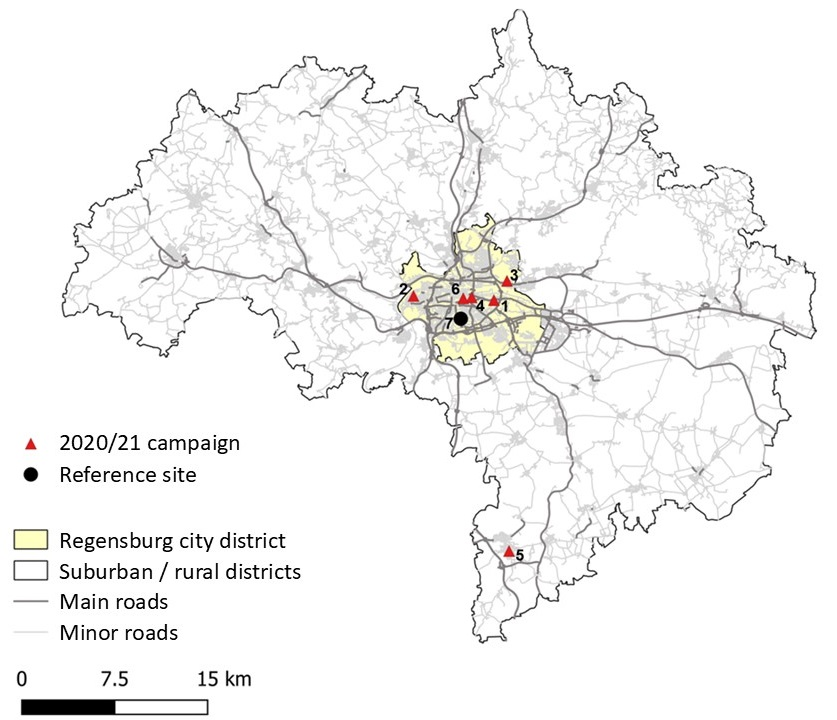 3
2
6
4
1
7
2020/21 campaign
Reference site
Regensburg city district
5
Suburban / rural districts
Main roads
Minor roads
0 7.5 15 km